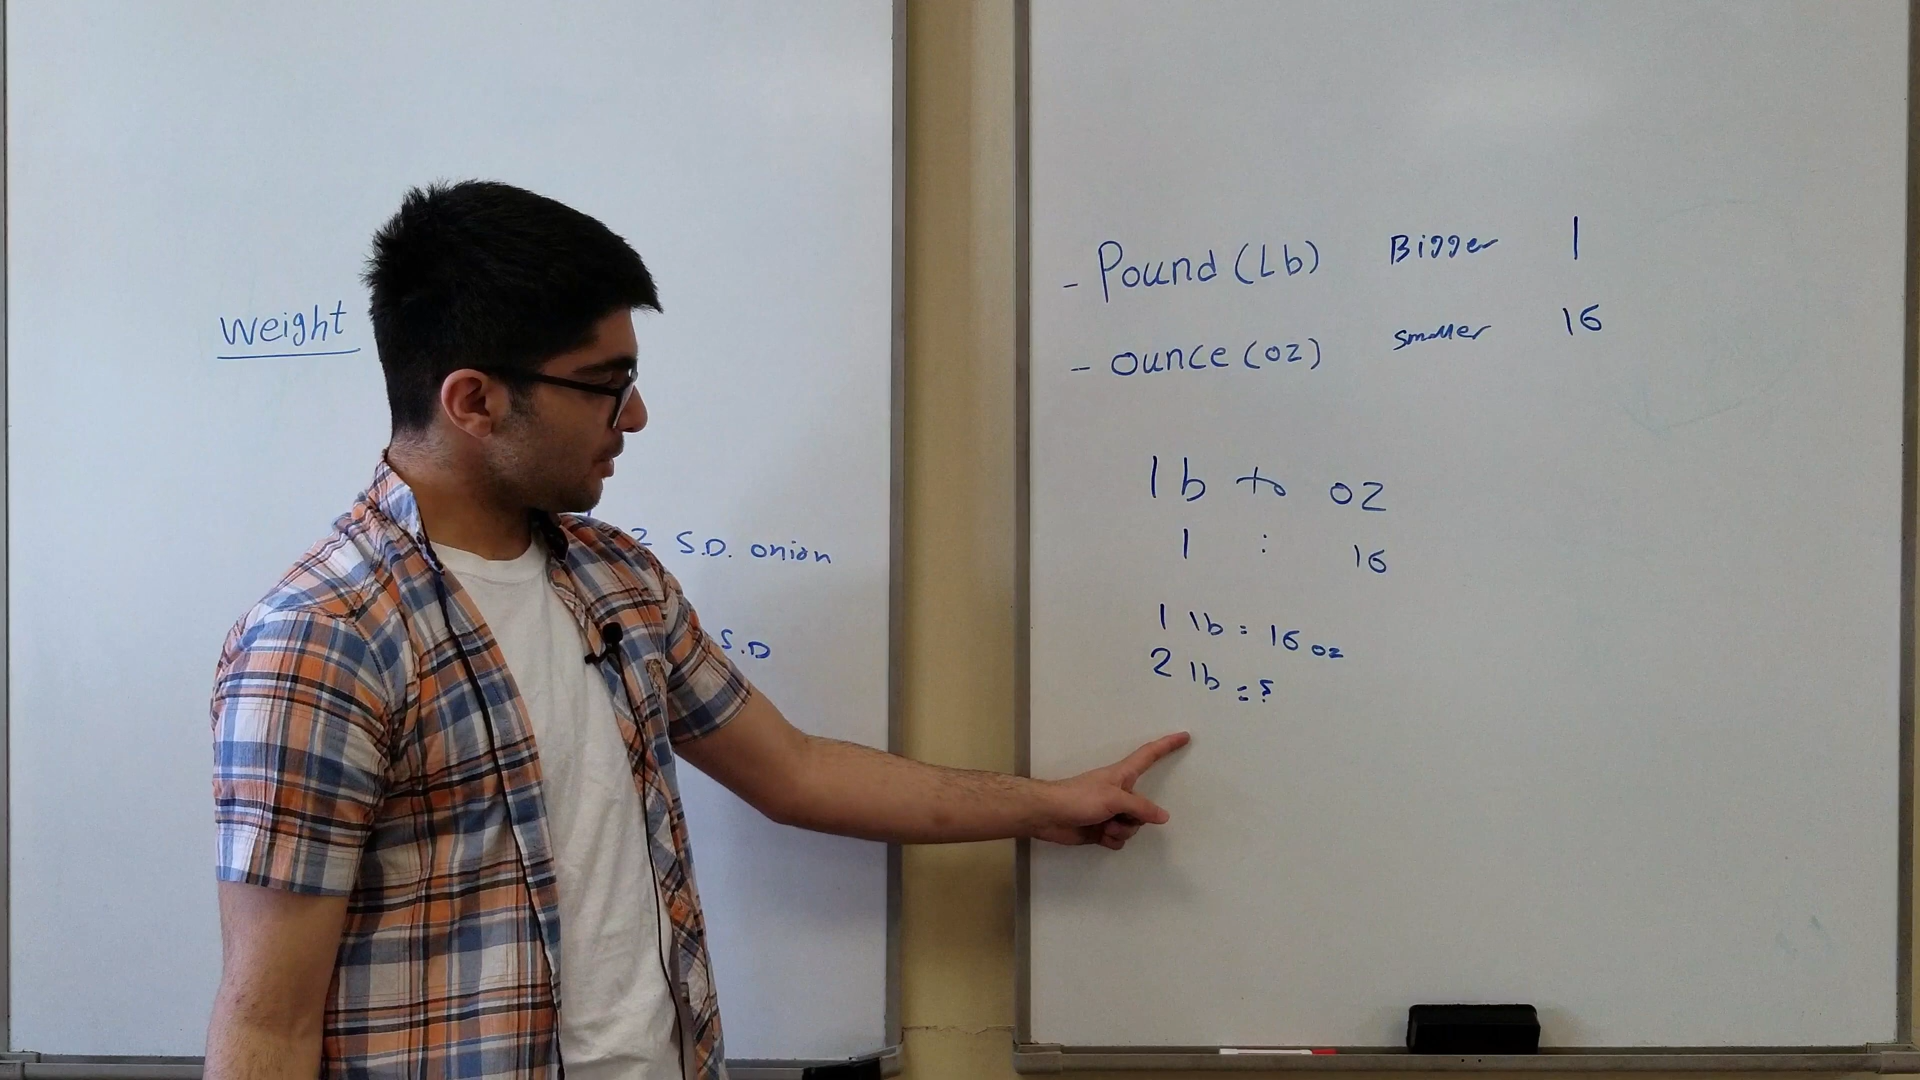 Weight
2 S.D. onion
S.D
- Pound (Lb) Bigger 1
- ounce (oz) smaller 16
lb to oz
1 : 16
1 lb = 16 oz
2 lb = ?